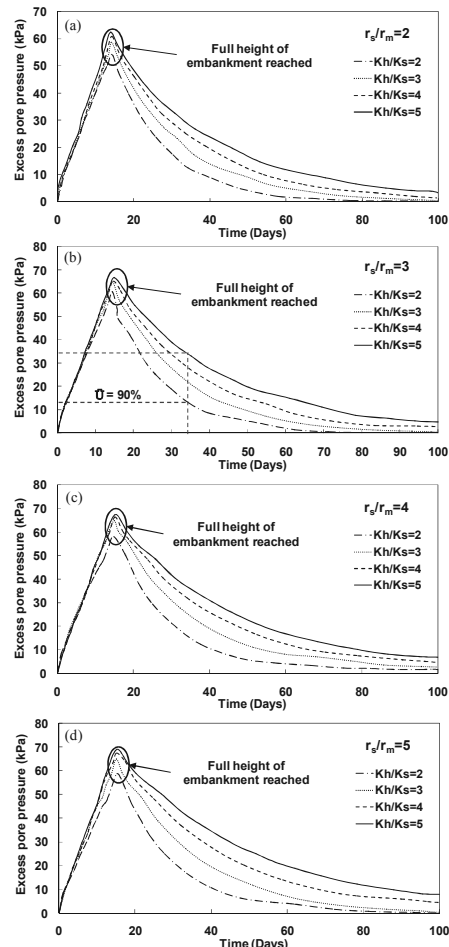 (a)
Excess pore pressure (kPa)
70
60
50
40
30
20
10
0
Full height of
embankment reached
rs/rm=2
Kh/Ks=2
Kh/Ks=3
Kh/Ks=4
Kh/Ks=5
0 20 40 60 80 100
Time (Days)
(b)
Excess pore pressure (kPa)
80
70
60
50
40
30
20
10
0
Full height of
embankment reached
rs/rm=3
Kh/Ks=2
Kh/Ks=3
Kh/Ks=4
Kh/Ks=5
Ū = 90%
0 10 20 30 40 50 60 70 80 90 100
Time (Days)
(c)
Excess pore pressure (kPa)
80
70
60
50
40
30
20
10
0
Full height of
embankment reached
rs/rm=4
Kh/Ks=2
Kh/Ks=3
Kh/Ks=4
Kh/Ks=5
0 20 40 60 80 100
Time (Days)
(d)
Excess pore pressure (kPa)
80
70
60
50
40
30
20
10
0
Full height of
embankment reached
rs/rm=5
Kh/Ks=2
Kh/Ks=3
Kh/Ks=4
Kh/Ks=5
0 20 40 60 80 100
Time (Days)